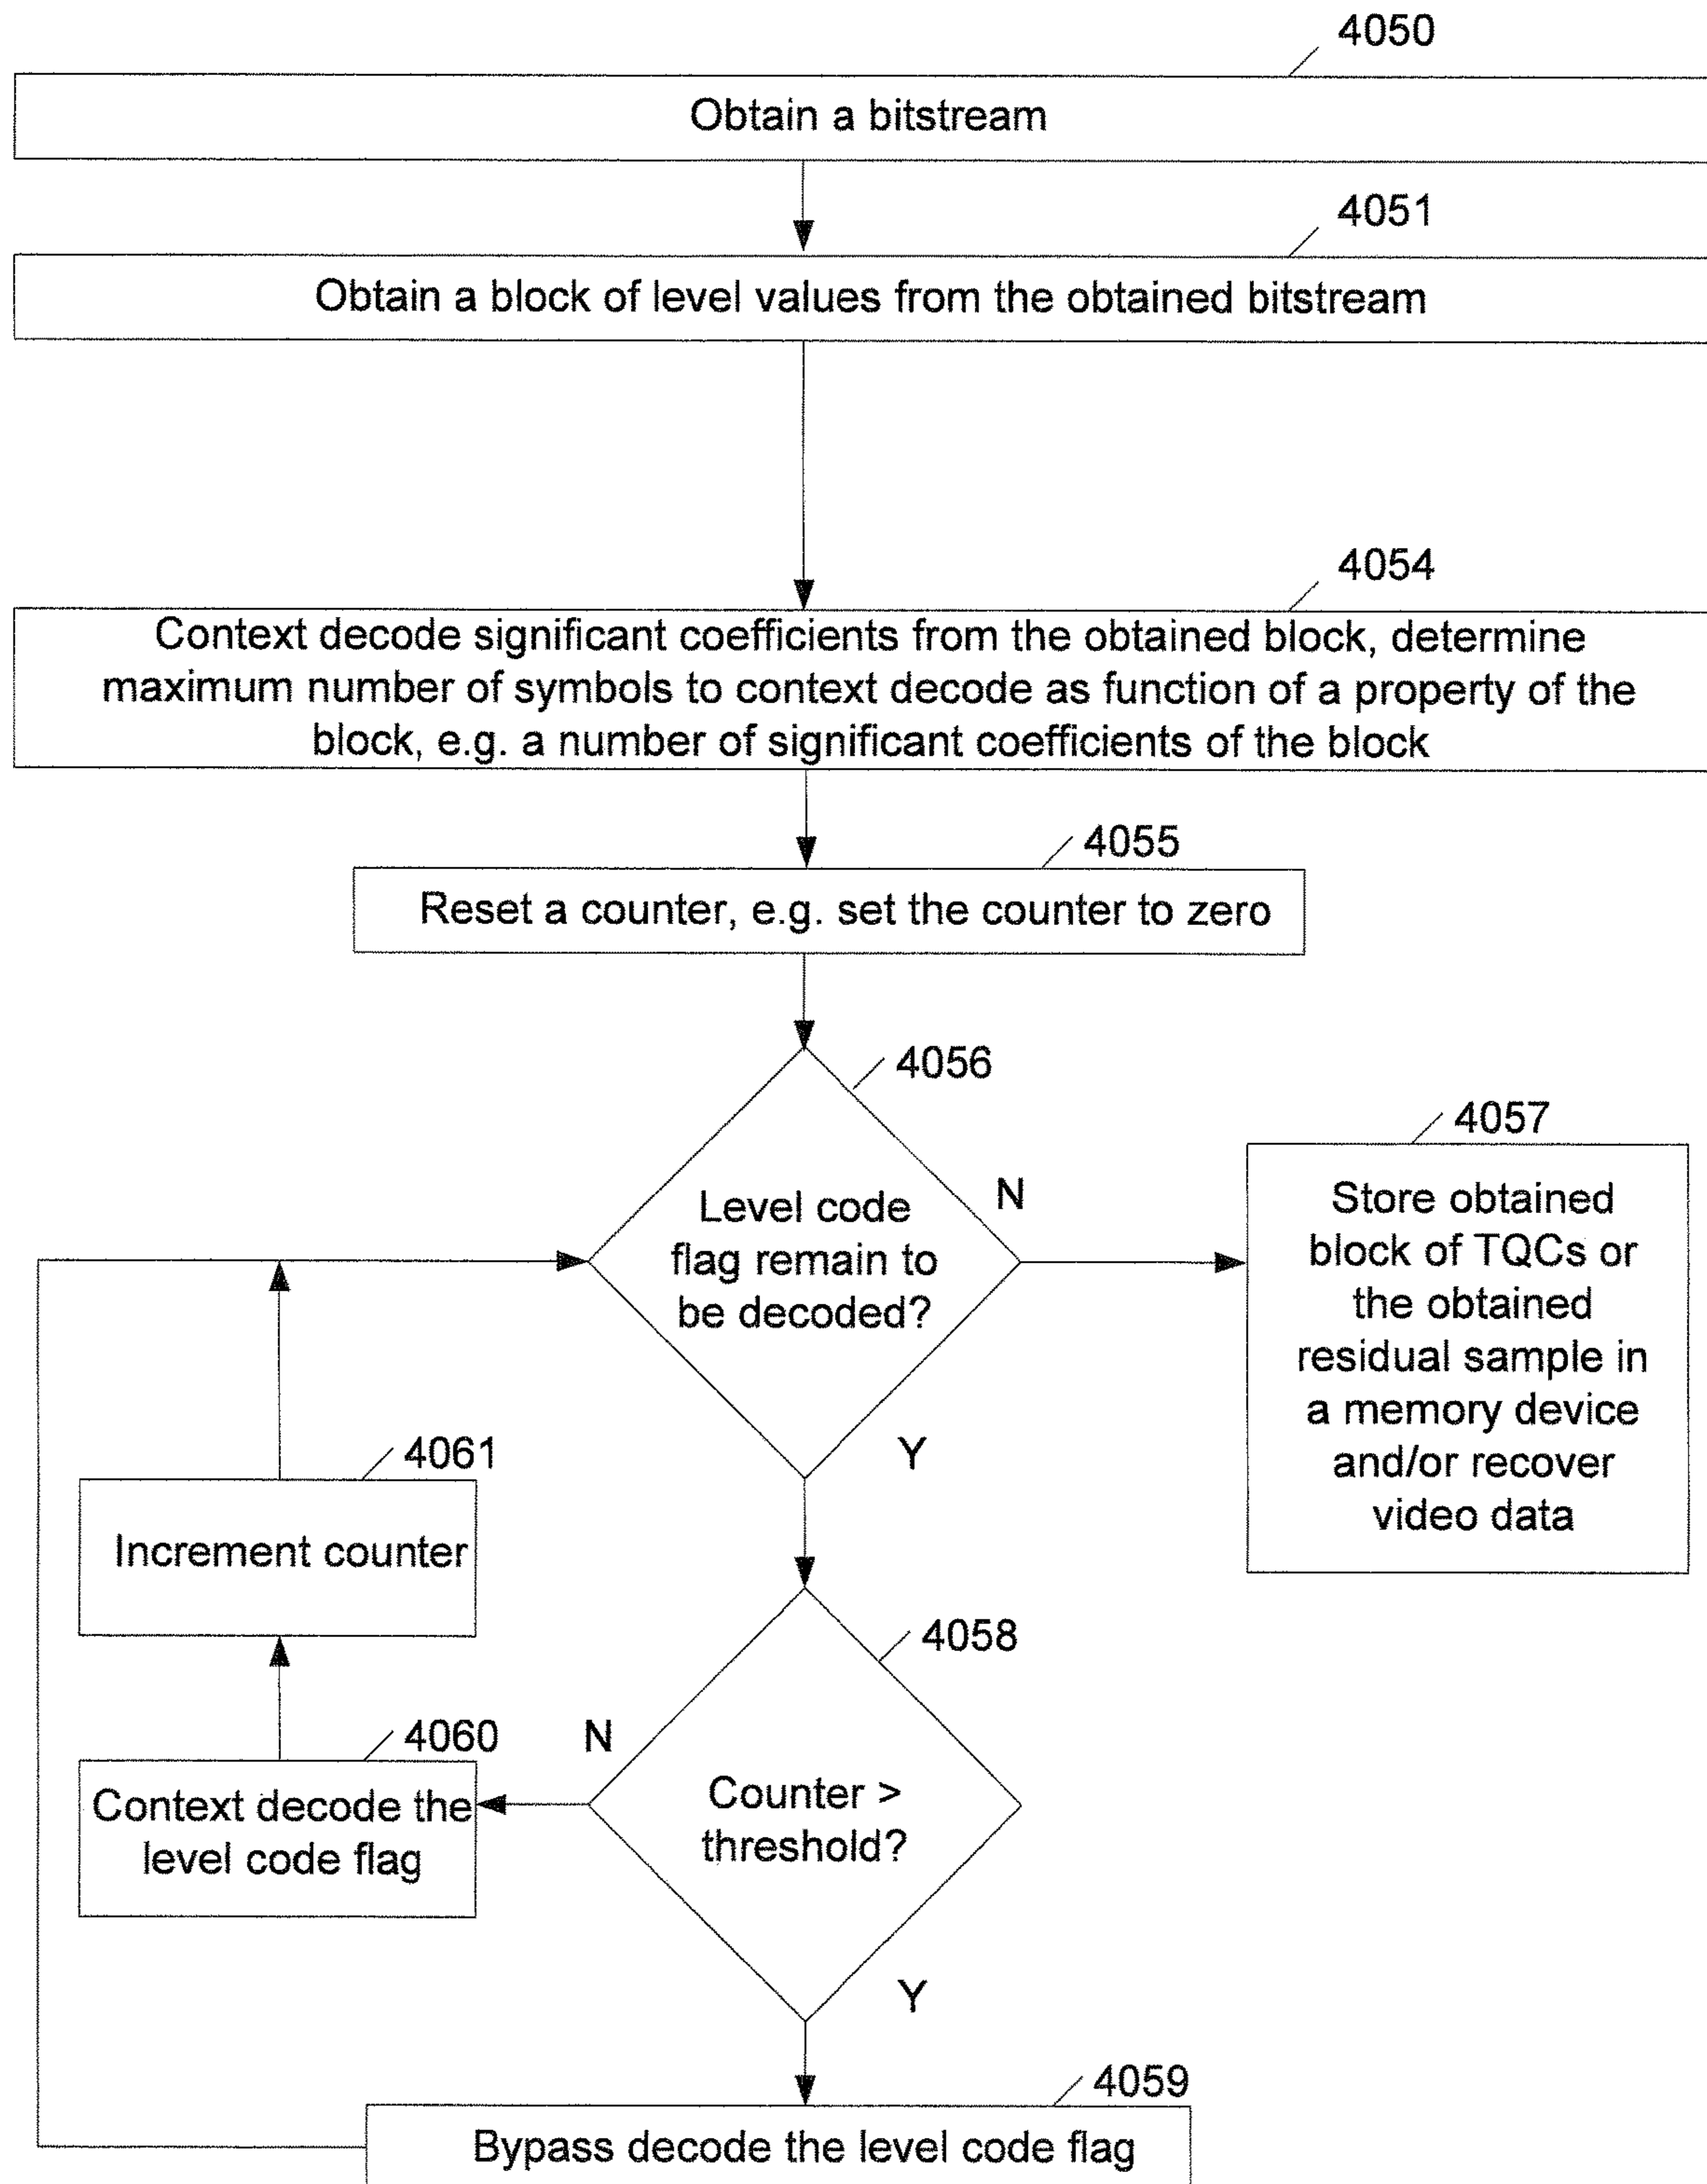 4050
Obtain a bitstream
4051
Obtain a block of level values from the obtained bitstream
4054
Context decode significant coefficients from the obtained block, determine
maximum number of symbols to context decode as function of a property of the
block, e.g. a number of significant coefficients of the block
4055
Reset a counter, e.g. set the counter to zero
4056
Level code
flag remain to
be decoded?
N
Y
4057
Store obtained
block of TQCs or
the obtained
residual sample in
a memory device
and/or recover
video data
4061
Increment counter
4058
Counter >
threshold?
N
Y
4060
Context decode the
level code flag
4059
Bypass decode the level code flag